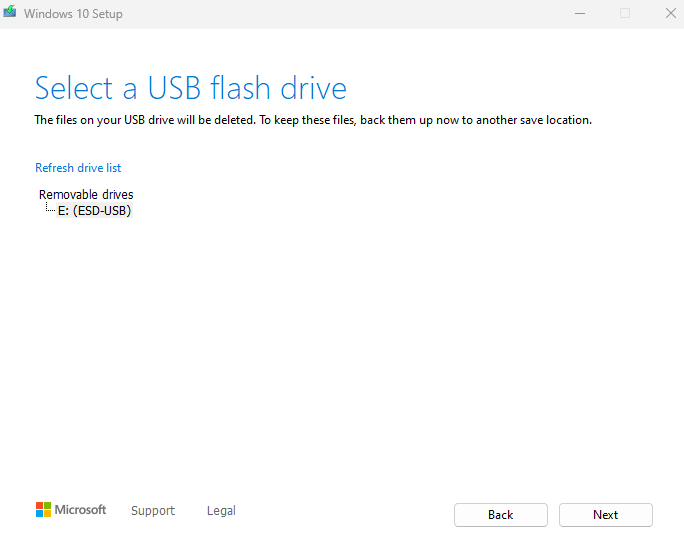 Windows 10 Setup
Select a USB flash drive
The files on your USB drive will be deleted. To keep these files, back them up now to another save location.
Refresh drive list
Removable drives
E: (ESD-USB)
Microsoft Support Legal
Back Next